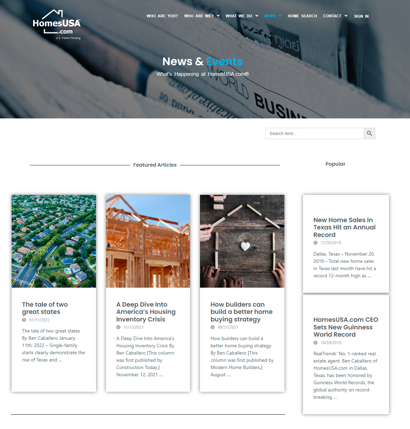 HomesUSA
.com
WHO ARE YOU?
WHO ARE WE?
WHAT WE DO
NEWS
HOME SEARCH
CONTACT
SIGN IN
News & Events
What's Happening at HomesUSA.com®
WORLD BUSIN
Search here...
Featured Articles
Popular
The tale of two
great states
01/11/2022
The tale of two great states
By Ben Caballero January
11th, 2022 – Single-family
starts clearly demonstrate the
rise of Texas and ...
A Deep Dive Into
America's Housing
Inventory Crisis
11/12/2021
A Deep Dive Into America's
Housing Inventory Crisis By
Ben Caballero [This column
was first published by
Construction Today.]
November 12, 2021 ...
How builders can
build a better home
buying strategy
08/31/2021
How builders can build a
better home buying strategy
By Ben Caballero [This
column was first published by
Modern Home Builders.]
August ...
New Home Sales in
Texas Hit an Annual
Record
11/20/2019
Dallas, Texas – November 20,
2019 – Total new home sales
in Texas last month have hit a
record 12-month high as ...
HomesUSA.com CEO
Sets New Guinness
World Record
10/28/2019
RealTrends' No. 1-ranked real
estate agent, Ben Caballero of
HomesUSA.com in Dallas,
Texas, has been honored by
Guinness World Records, the
global authority on record-
breaking ...